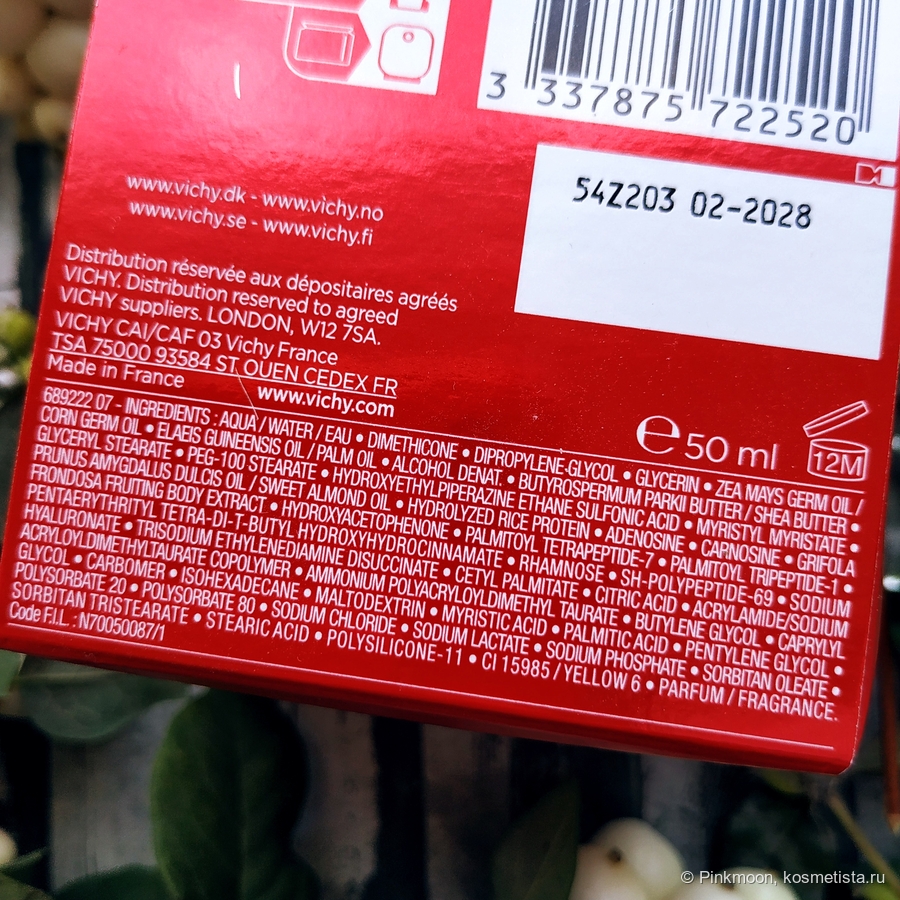 3 337875 722520
54Z203 02-2028
www.vichy.dk - www.vichy.no
www.vichy.se - www.vichy.fi
Distribution réservée aux dépositaires agréés
VICHY. Distribution reserved to agreed
VICHY suppliers. LONDON, W12 7SA.
VICHY CAI/CAF 03 Vichy France
TSA 75000 93584 ST OUEN CEDEX FR
Made in France
www.vichy.com
℮ 50 ml
12M
689222 07 - INGREDIENTS : AQUA / WATER / EAU • DIMETHICONE • DIPROPYLENE-GLYCOL • GLYCERIN • ZEA MAYS GERM OIL /
CORN GERM OIL • ELAEIS GUINEENSIS OIL / PALM OIL • ALCOHOL DENAT. • BUTYROSPERMUM PARKII BUTTER / SHEA BUTTER •
GLYCERYL STEARATE • PEG-100 STEARATE • HYDROXYETHYLPIPERAZINE ETHANE SULFONIC ACID • MYRISTYL MYRISTATE •
PRUNUS AMYGDALUS DULCIS OIL / SWEET ALMOND OIL • HYDROLYZED RICE PROTEIN • ADENOSINE • CARNOSINE • GRIFOLA
FRONDOSA FRUITING BODY EXTRACT • HYDROXYACETOPHENONE • PALMITOYL TETRAPEPTIDE-7 • PALMITOYL TRIPEPTIDE-1 •
PENTAERYTHRITYL TETRA-DI-T-BUTYL HYDROXYHYDROCINNAMATE • RHAMNOSE • SH-POLYPEPTIDE-69 • SODIUM
HYALURONATE • TRISODIUM ETHYLENEDIAMINE DISUCCINATE • CETYL PALMITATE • CITRIC ACID • ACRYLAMIDE/SODIUM
ACRYLOYLDIMETHYLTAURATE COPOLYMER • AMMONIUM POLYACRYLOYLDIMETHYL TAURATE • BUTYLENE GLYCOL • CAPRYLYL
GLYCOL • CARBOMER • ISOHEXADECANE • MALTODEXTRIN • MYRISTIC ACID • PALMITIC ACID • PENTYLENE GLYCOL •
POLYSORBATE 20 • POLYSORBATE 80 • SODIUM CHLORIDE • SODIUM LACTATE • SODIUM PHOSPHATE • SORBITAN OLEATE •
SORBITAN TRISTEARATE • STEARIC ACID • POLYSILICONE-11 • CI 15985 / YELLOW 6 • PARFUM / FRAGRANCE.
Code F.I.L. : N70050087/1
© Pinkmoon, kosmetista.ru